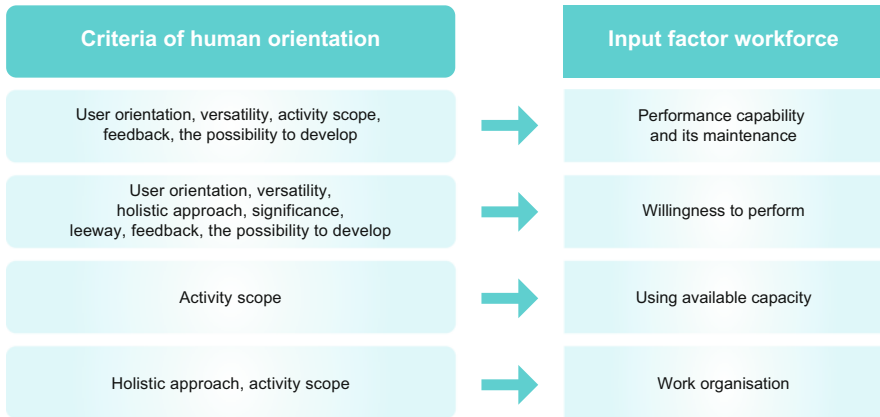 Criteria of human orientation
Input factor workforce
User orientation, versatility, activity scope,
feedback, the possibility to develop
Performance capability
and its maintenance
User orientation, versatility,
holistic approach, significance,
leeway, feedback, the possibility to develop
Willingness to perform
Activity scope
Using available capacity
Holistic approach, activity scope
Work organisation